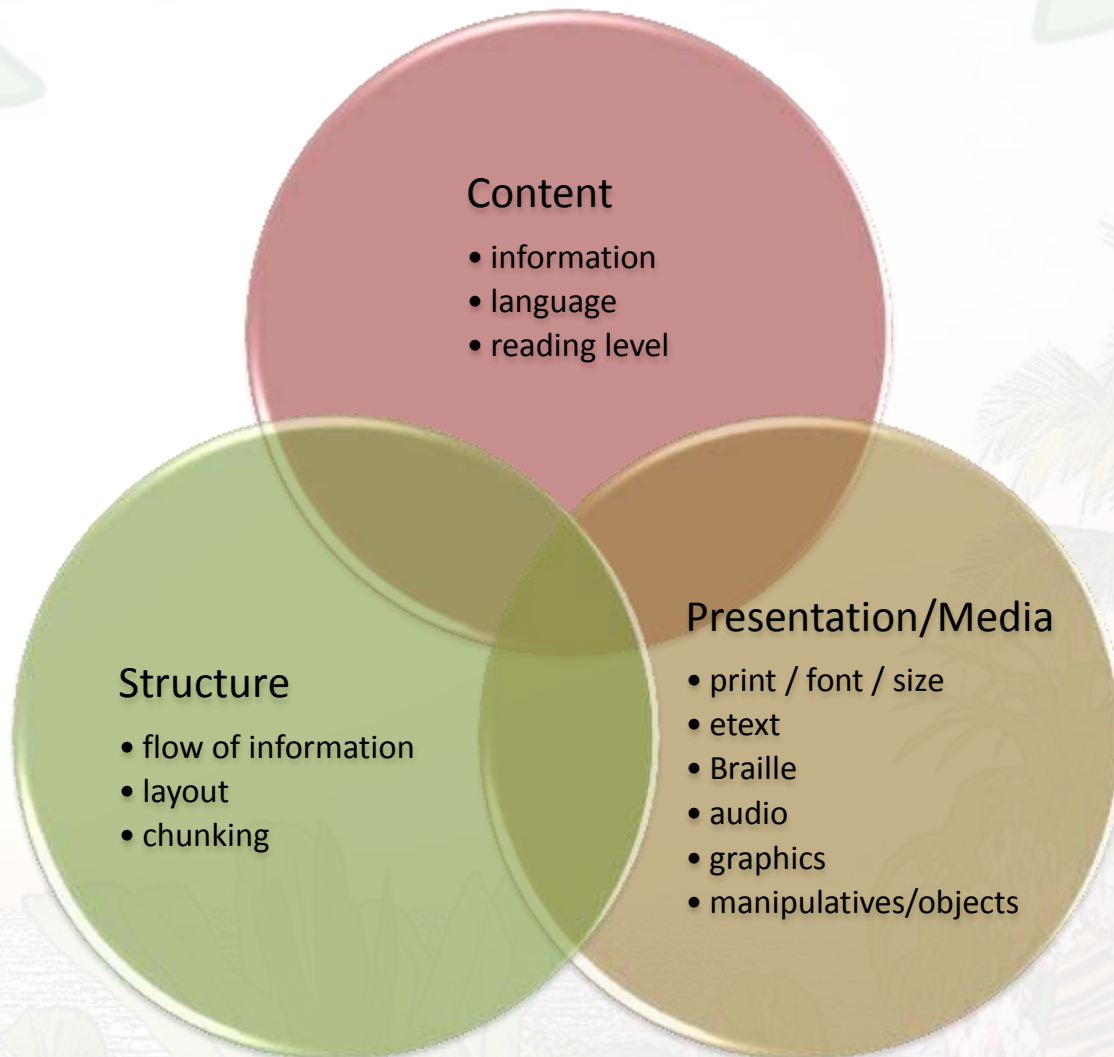 Content
• information
• language
• reading level
Structure
• flow of information
• layout
• chunking
Presentation/Media
• print / font / size
• etext
• Braille
• audio
• graphics
• manipulatives/objects